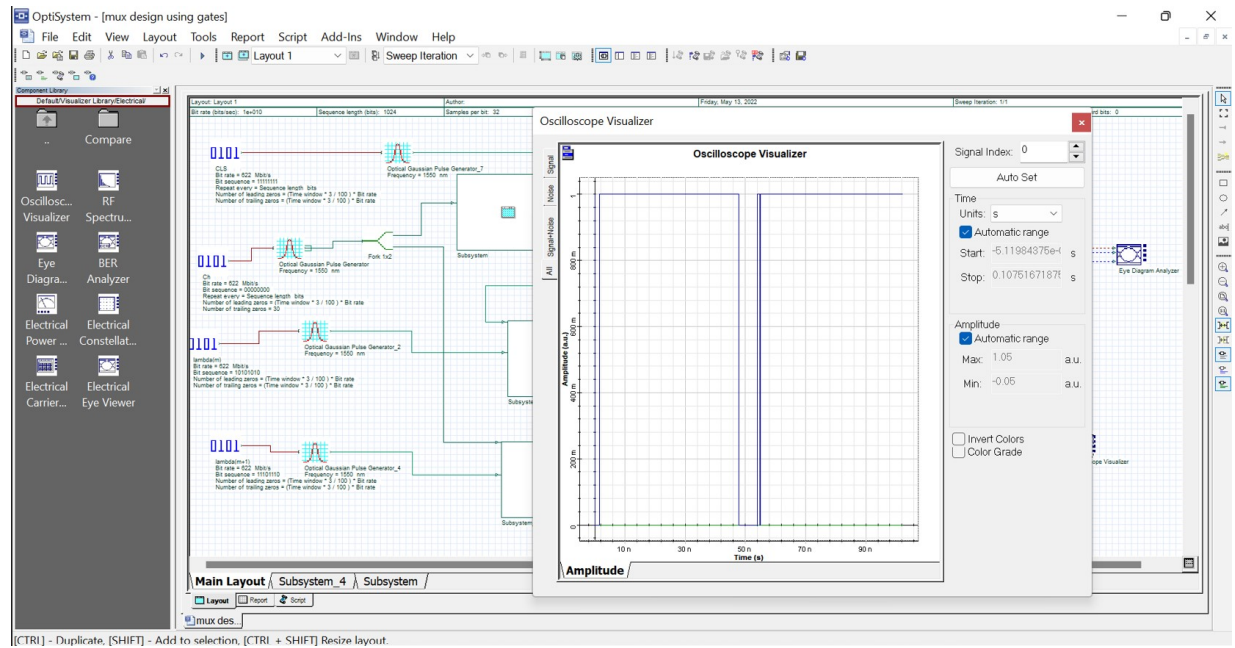 OptiSystem - [mux design using gates]
File Edit View Layout Tools Report Script Add-Ins Window Help
Layout 1
Sweep Iteration
Component Library
Default/Visualizer Library/Electrical/
..
Compare
Oscillosc... Visualizer
RF Spectru...
Eye Diagra...
BER Analyzer
Electrical Power ...
Electrical Constellat...
Electrical Carrier...
Electrical Eye Viewer
Layout: Layout 1
Author:
Friday, May 13, 2022
Sweep Iteration: 1/1
Bit rate (bits/sec): 1e+010
Sequence length (bits): 1024
Samples per bit: 32
rd bits: 0
CLS
Bit rate = 622 Mbit/s
Bit sequence = 11111111
Repeat every = Sequence length bits
Number of leading zeros = (Time window * 3 / 100 ) * Bit rate
Number of trailing zeros = (Time window * 3 / 100 ) * Bit rate
Optical Gaussian Pulse Generator_7
Frequency = 1550 nm
Optical Gaussian Pulse Generator
Frequency = 1550 nm
Fork 1x2
Subsystem
Bit rate = 622 Mbit/s
Bit sequence = 00000000
Repeat every = Sequence length bits
Number of leading zeros = (Time window * 3 / 100 ) * Bit rate
Number of trailing zeros = 30
Optical Gaussian Pulse Generator_2
Frequency = 1550 nm
lambda(m)
Bit rate = 622 Mbit/s
Bit sequence = 10101010
Number of leading zeros = (Time window * 3 / 100 ) * Bit rate
Number of trailing zeros = (Time window * 3 / 100 ) * Bit rate
Subsyste
lambda(m+1)
Bit rate = 622 Mbit/s
Bit sequence = 11101110
Number of leading zeros = (Time window * 3 / 100 ) * Bit rate
Number of trailing zeros = (Time window * 3 / 100 ) * Bit rate
Optical Gaussian Pulse Generator_4
Frequency = 1550 nm
Subsystem
Eye Diagram Analyzer
ope Visualizer
Oscilloscope Visualizer
Signal
Noise
Signal+Noise
All
Oscilloscope Visualizer
Amplitude (a.u.)
1
800 m
600 m
400 m
200 m
0
10 n
30 n
50 n
70 n
90 n
Time (s)
Amplitude
Signal Index: 0
Auto Set
Time
Units: s
Automatic range
Start: -5.11984375e-( s
Stop: 0.10751671875 s
Amplitude
Automatic range
Max: 1.05 a.u.
Min: -0.05 a.u.
Invert Colors
Color Grade
Main Layout
Subsystem_4
Subsystem
Layout
Report
Script
mux des...
[CTRL] - Duplicate, [SHIFT] - Add to selection, [CTRL + SHIFT] Resize layout.